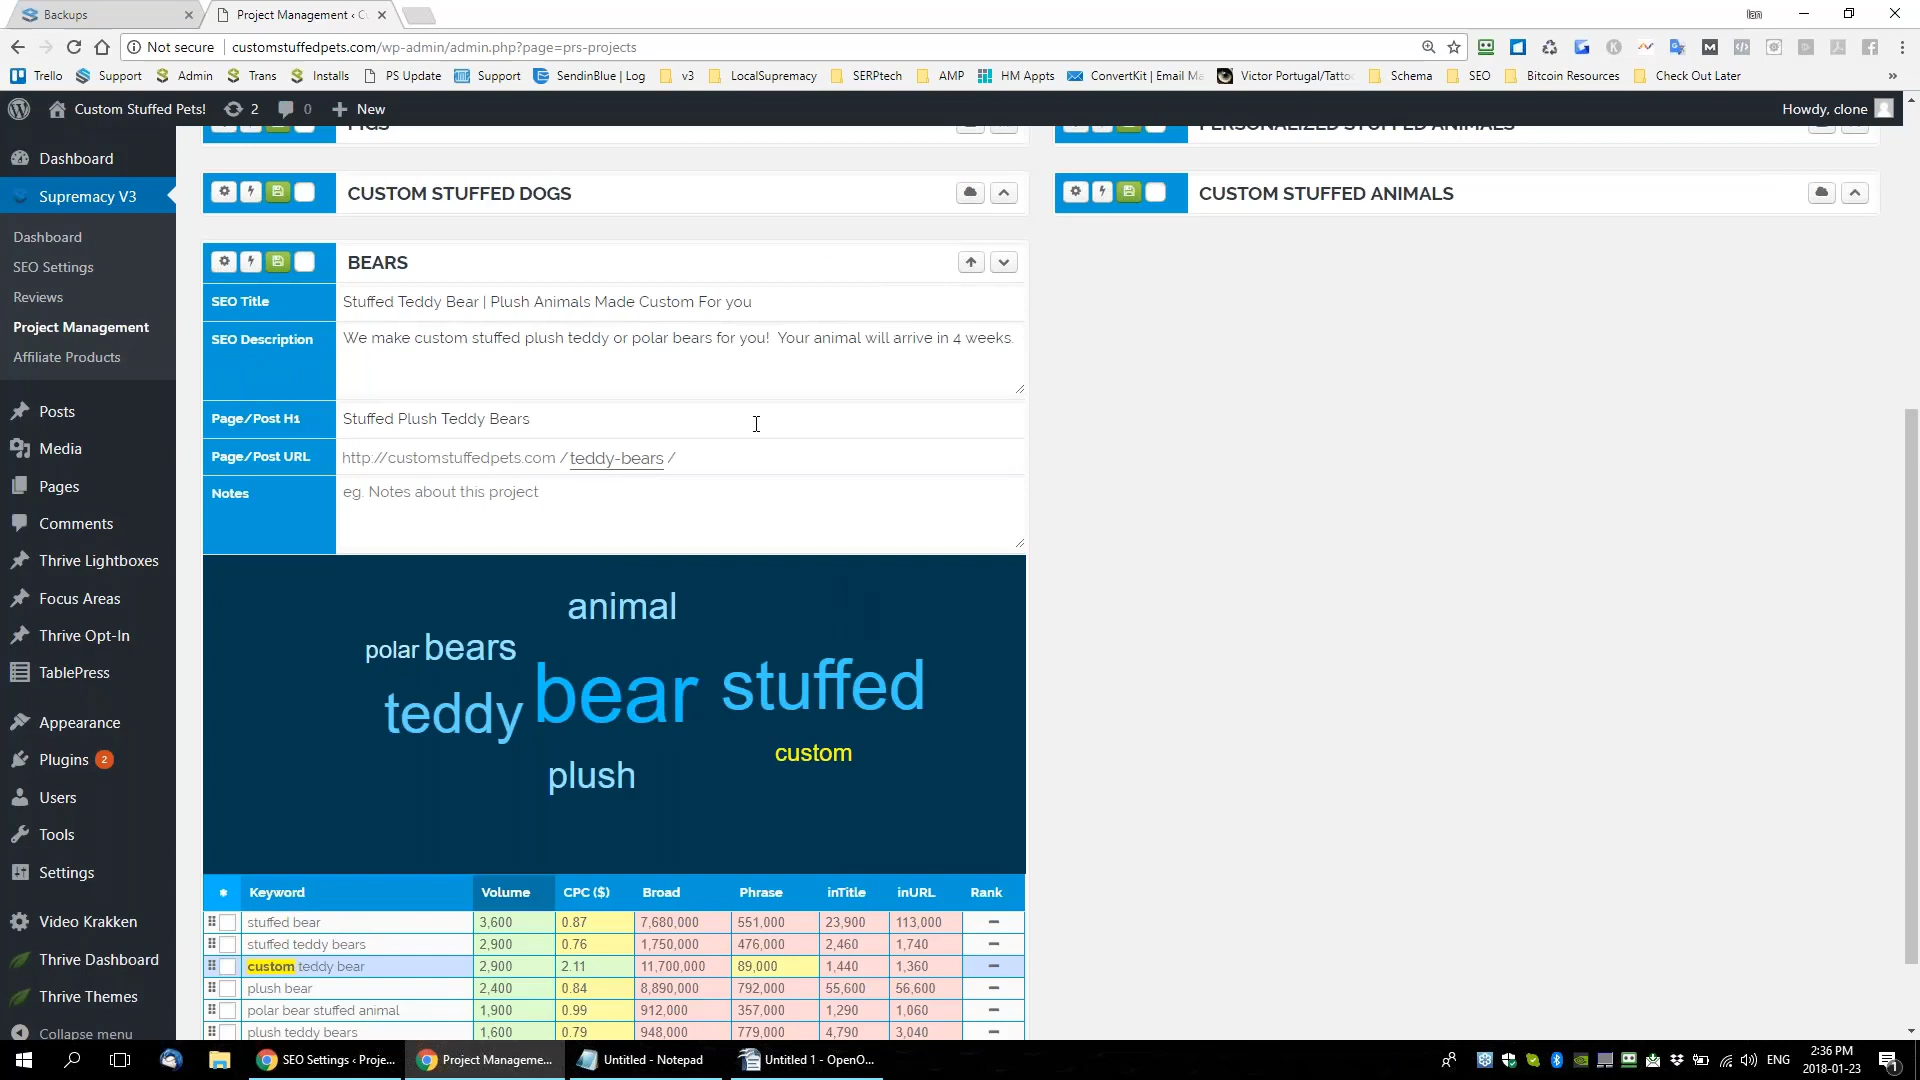 Backups
Project Management ‹ C
Ian
Not secure
customstuffedpets.com/wp-admin/admin.php?page=prs-projects
Trello
Support
Admin
Trans
Installs
PS Update
Support
SendinBlue | Log
v3
LocalSupremacy
SERPtech
AMP
HM Appts
ConvertKit | Email Ma
Victor Portugal/Tatto
Schema
SEO
Bitcoin Resources
Check Out Later
»
Custom Stuffed Pets!
2
0
New
Howdy, clone
Dashboard
Supremacy V3
Dashboard
SEO Settings
Reviews
Project Management
Affiliate Products
Posts
Media
Pages
Comments
Thrive Lightboxes
Focus Areas
Thrive Opt-In
TablePress
Appearance
Plugins 2
Users
Tools
Settings
Video Krakken
Thrive Dashboard
Thrive Themes
Collapse menu
PIGS
PERSONALIZED STUFFED ANIMALS
CUSTOM STUFFED DOGS
CUSTOM STUFFED ANIMALS
BEARS
SEO Title
Stuffed Teddy Bear | Plush Animals Made Custom For you
SEO Description
We make custom stuffed plush teddy or polar bears for you!  Your animal will arrive in 4 weeks.
Page/Post H1
Stuffed Plush Teddy Bears
Page/Post URL
http://customstuffedpets.com /teddy-bears /
Notes
eg. Notes about this project
animal
polar bears
bear
stuffed
teddy
custom
plush
Keyword Volume CPC ($) Broad Phrase inTitle inURL Rank
stuffed bear 3,600 0.87 7,680,000 551,000 23,900 113,000 –
stuffed teddy bears 2,900 0.76 1,750,000 476,000 2,460 1,740 –
custom teddy bear 2,900 2.11 11,700,000 89,000 1,440 1,360 –
plush bear 2,400 0.84 8,890,000 792,000 55,600 56,600 –
polar bear stuffed animal 1,900 0.99 912,000 357,000 1,290 1,060 –
plush teddy bears 1,600 0.79 948,000 779,000 4,790 3,040 –
SEO Settings ‹ Proje...
Project Manageme...
Untitled - Notepad
Untitled 1 - OpenO...
ENG
2:36 PM
2018-01-23
1